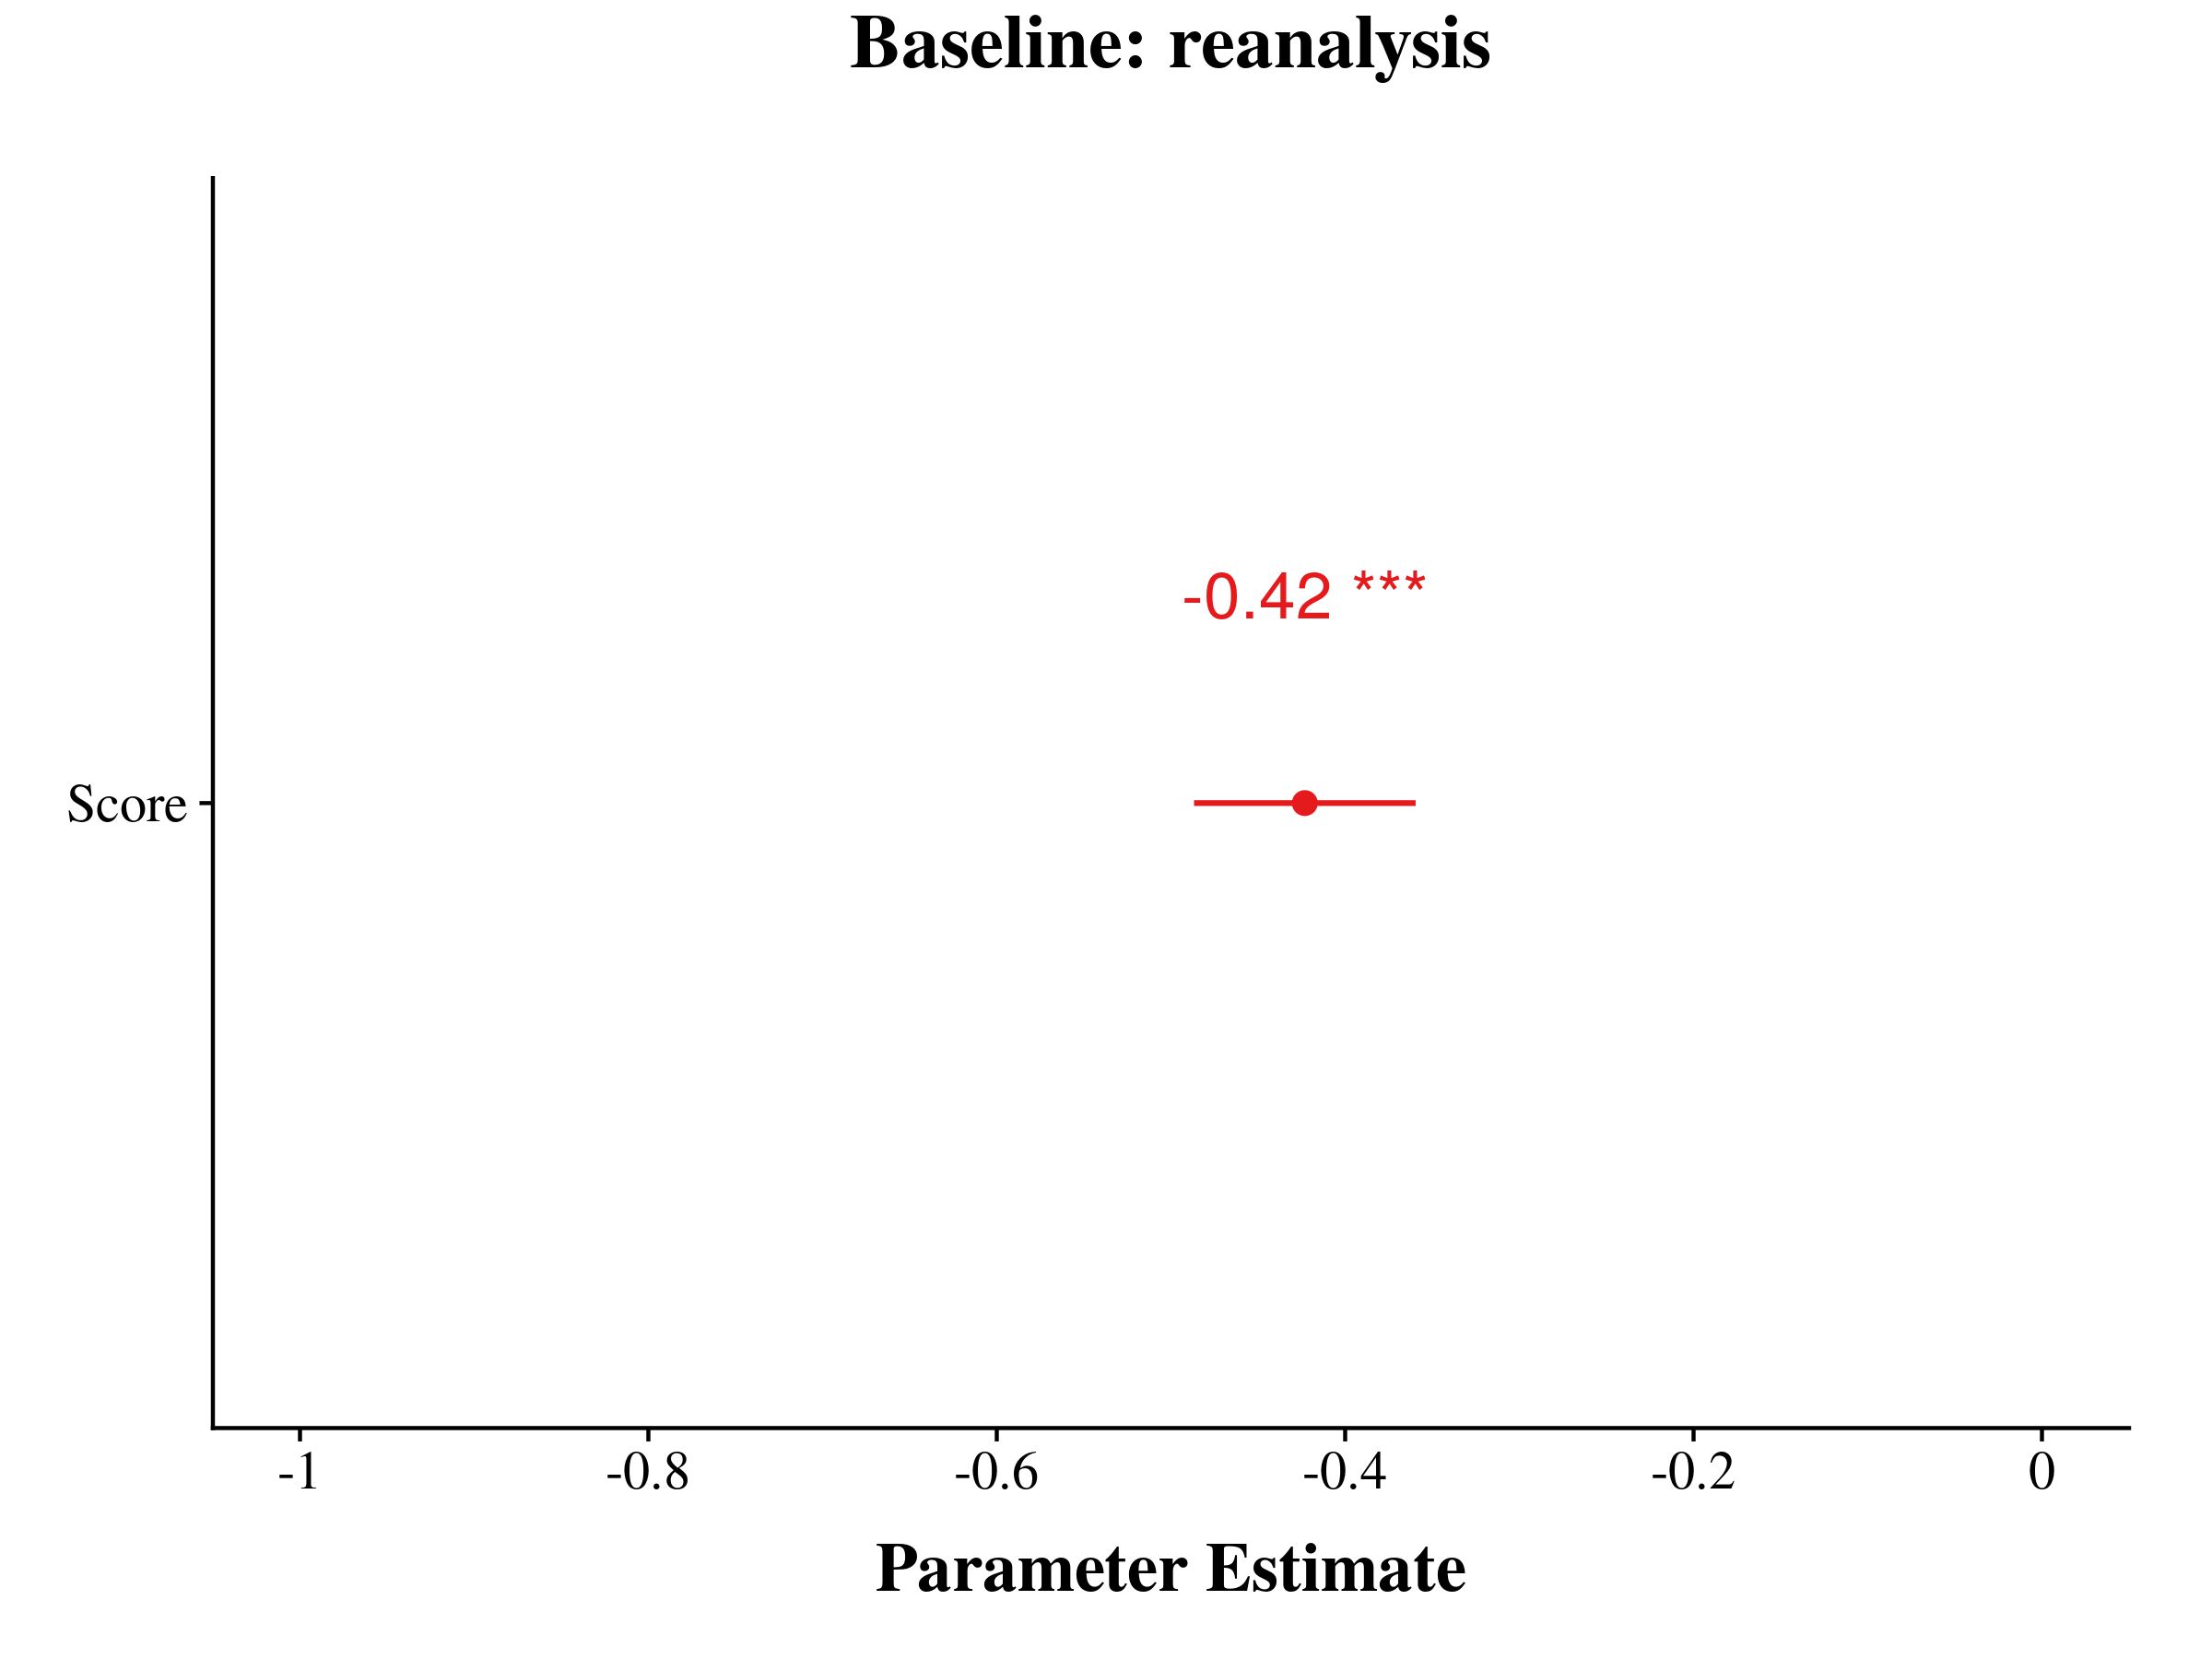 Baseline: reanalysis
-0.42 ***
Score
-1 -0.8 -0.6 -0.4 -0.2 0
Parameter Estimate